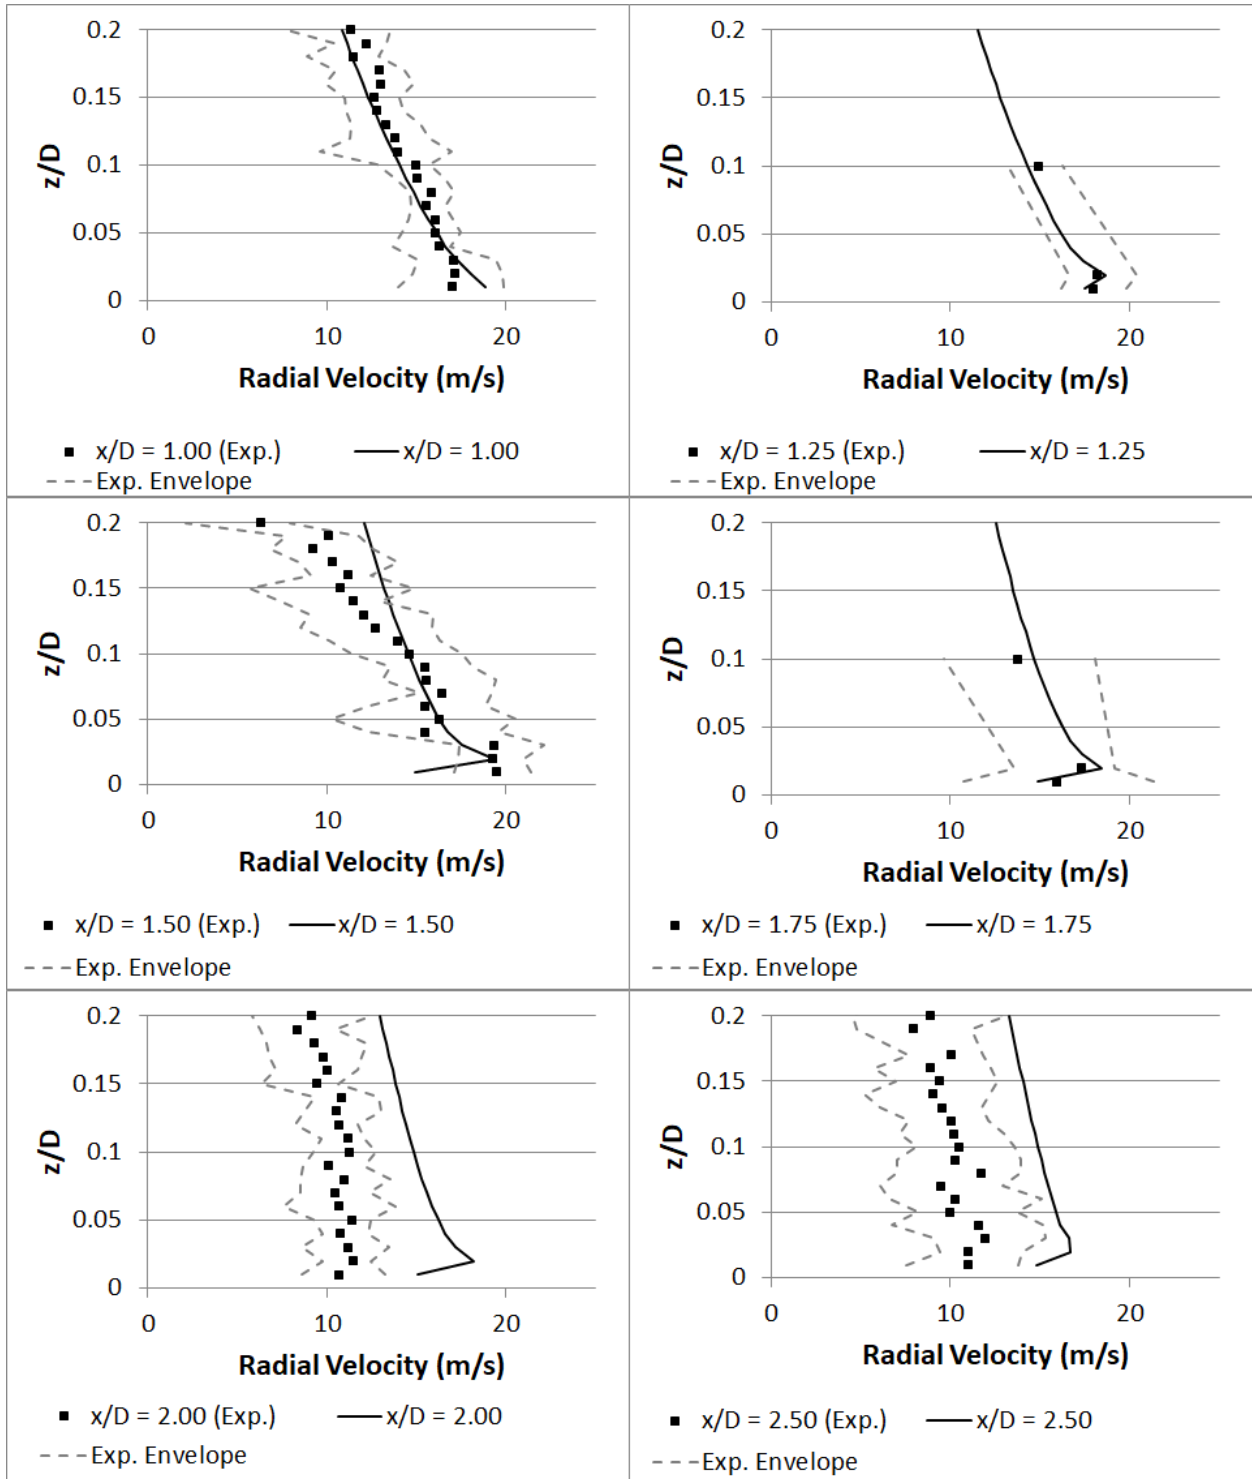 0.2
0.15
0.1
0.05
0
z/D
0 10 20
Radial Velocity (m/s)
x/D = 1.00 (Exp.) x/D = 1.00
Exp. Envelope
0.2
0.15
0.1
0.05
0
z/D
0 10 20
Radial Velocity (m/s)
x/D = 1.25 (Exp.) x/D = 1.25
Exp. Envelope
0.2
0.15
0.1
0.05
0
z/D
0 10 20
Radial Velocity (m/s)
x/D = 1.50 (Exp.) x/D = 1.50
Exp. Envelope
0.2
0.15
0.1
0.05
0
z/D
0 10 20
Radial Velocity (m/s)
x/D = 1.75 (Exp.) x/D = 1.75
Exp. Envelope
0.2
0.15
0.1
0.05
0
z/D
0 10 20
Radial Velocity (m/s)
x/D = 2.00 (Exp.) x/D = 2.00
Exp. Envelope
0.2
0.15
0.1
0.05
0
z/D
0 10 20
Radial Velocity (m/s)
x/D = 2.50 (Exp.) x/D = 2.50
Exp. Envelope